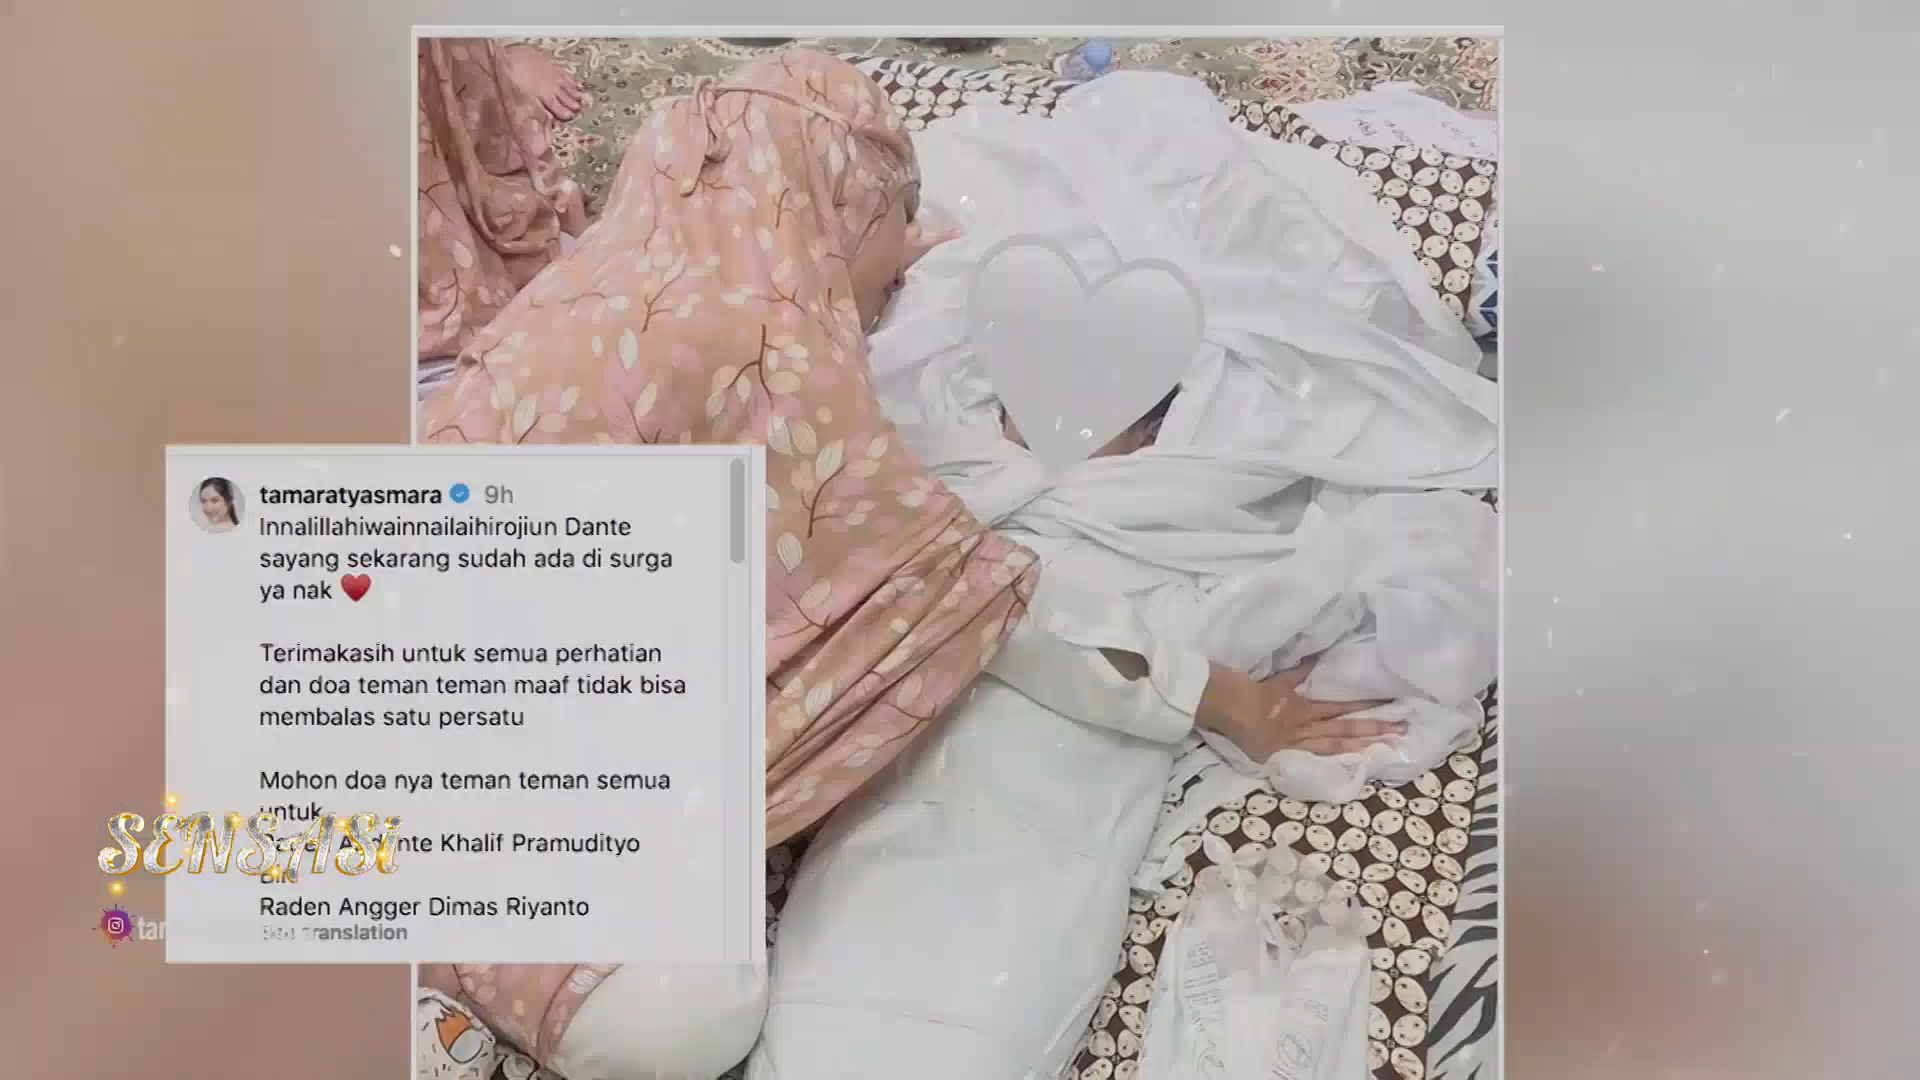 tamaratyasmara 9h
Innalillahiwainnailaihirojiun Dante
sayang sekarang sudah ada di surga
ya nak ♥️
Terimakasih untuk semua perhatian
dan doa teman teman maaf tidak bisa
membalas satu persatu
Mohon doa nya teman teman semua
untuk
Khalif Pramudityo
Raden Angger Dimas Riyanto
translation
SENSASi